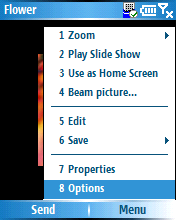 Flower
1 Zoom
2 Play Slide Show
3 Use as Home Screen
4 Beam picture...
5 Edit
6 Save
7 Properties
8 Options
Send Menu